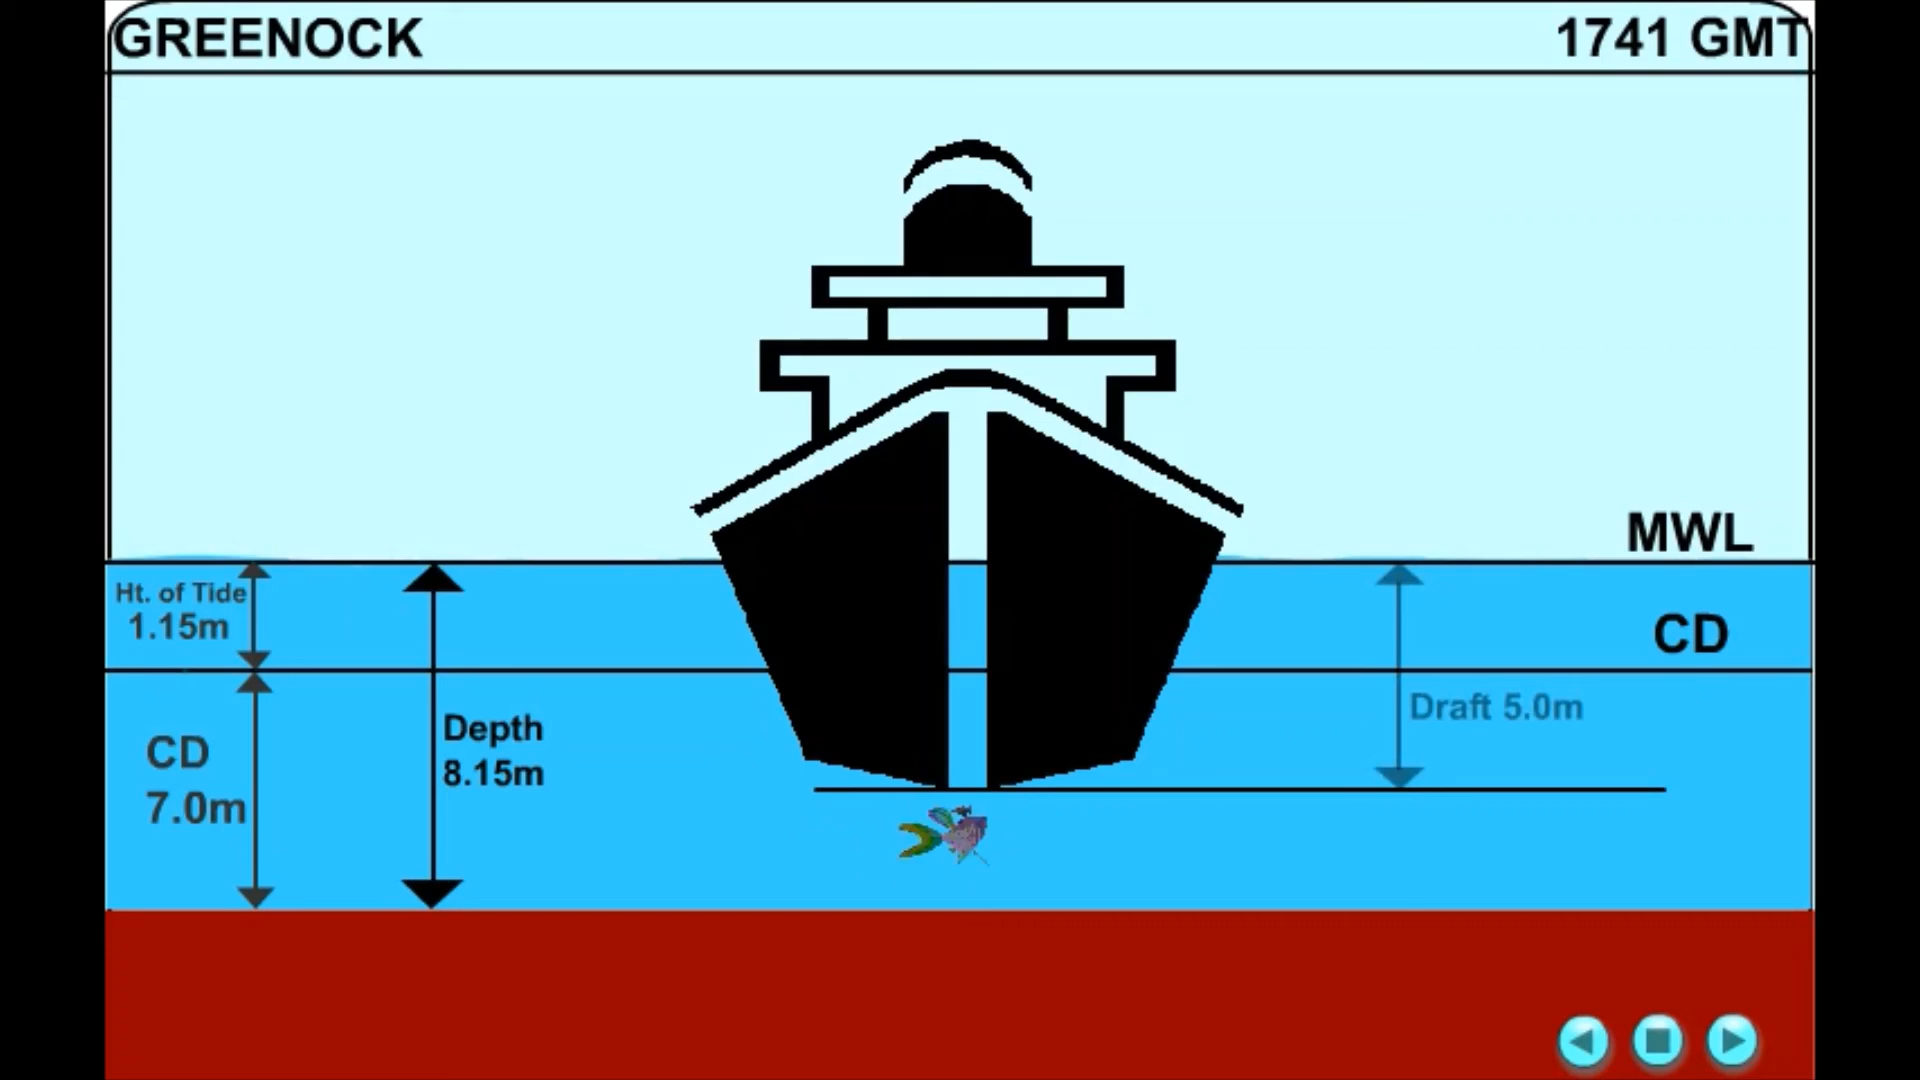 GREENOCK
1741 GMT
MWL
Ht. of Tide
1.15m
CD
Draft 5.0m
Depth
8.15m
CD
7.0m